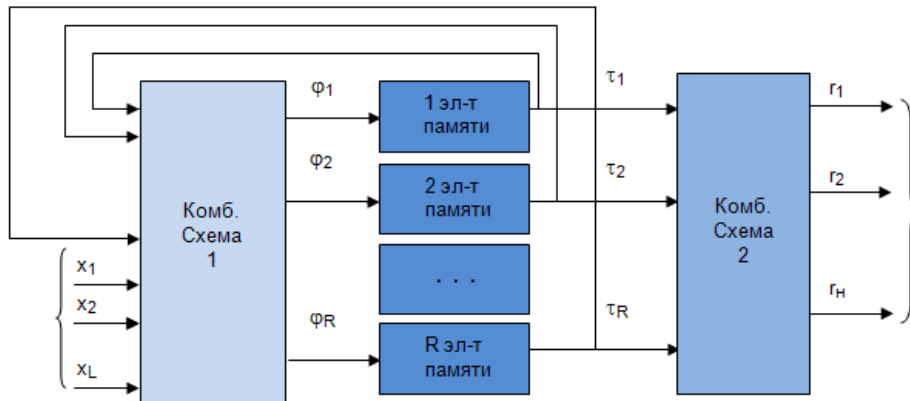 φ1
1 эл-т
памяти
τ1
r1
φ2
2 эл-т
памяти
τ2
r2
Комб.
Схема
1
Комб.
Схема
2
x1
x2
xL
. . .
rH
φR
R эл-т
памяти
τR